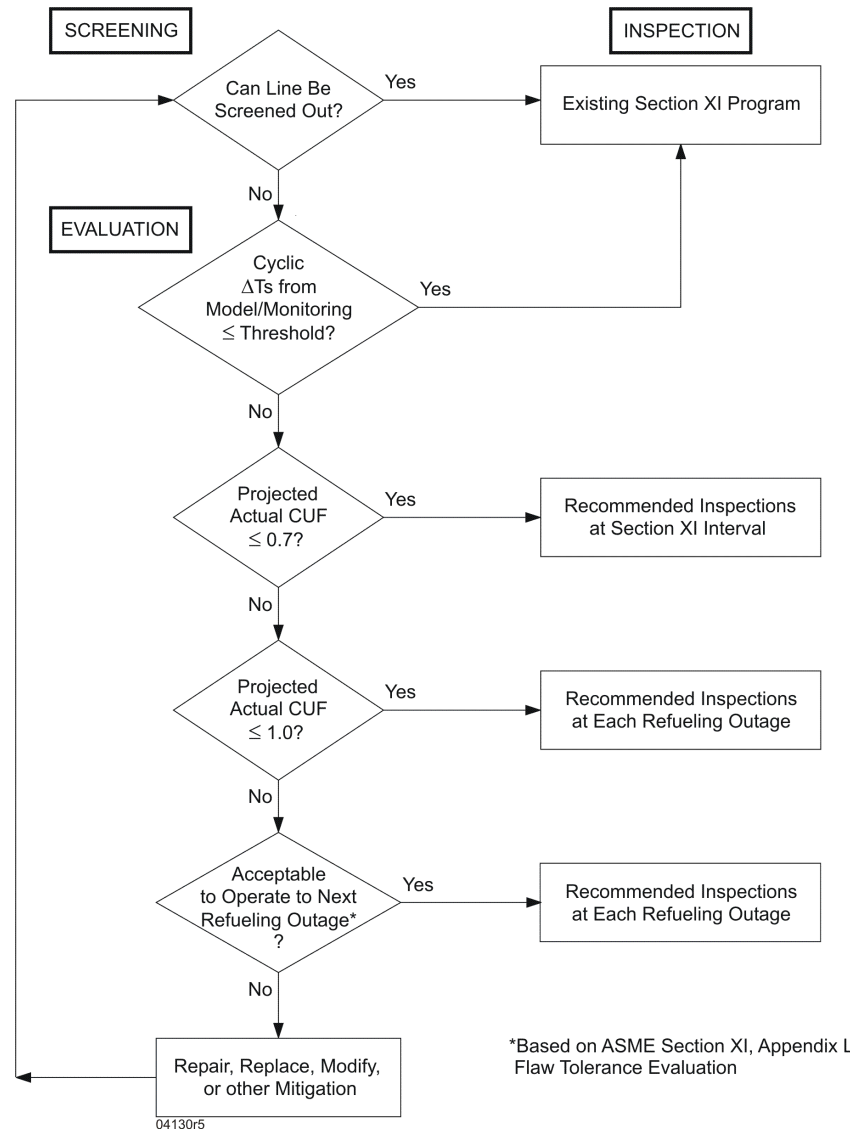 SCREENING
INSPECTION
Can Line Be
Screened Out?
Yes
Existing Section XI Program
No
EVALUATION
Cyclic
ΔTs from
Model/Monitoring
≤ Threshold?
Yes
No
Projected
Actual CUF
≤ 0.7?
Yes
Recommended Inspections
at Section XI Interval
No
Projected
Actual CUF
≤ 1.0?
Yes
Recommended Inspections
at Each Refueling Outage
No
Acceptable
to Operate to Next
Refueling Outage*
?
Yes
Recommended Inspections
at Each Refueling Outage
No
Repair, Replace, Modify,
or other Mitigation
*Based on ASME Section XI, Appendix L
Flaw Tolerance Evaluation
04130r5